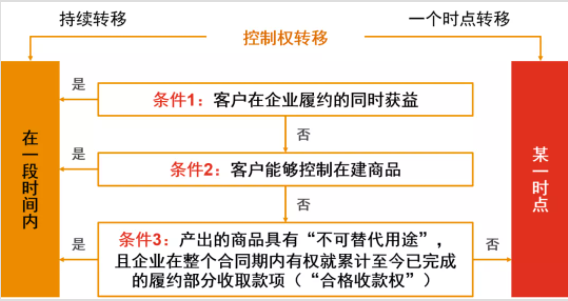 持续转移
一个时点转移
控制权转移
在一段时间内
是
条件1：客户在企业履约的同时获益
否
是
条件2：客户能够控制在建商品
否
是
条件3：产出的商品具有“不可替代用途”，
且企业在整个合同期内有权就累计至今已完成
的履约部分收取款项（“合格收款权”）
否
某一时点